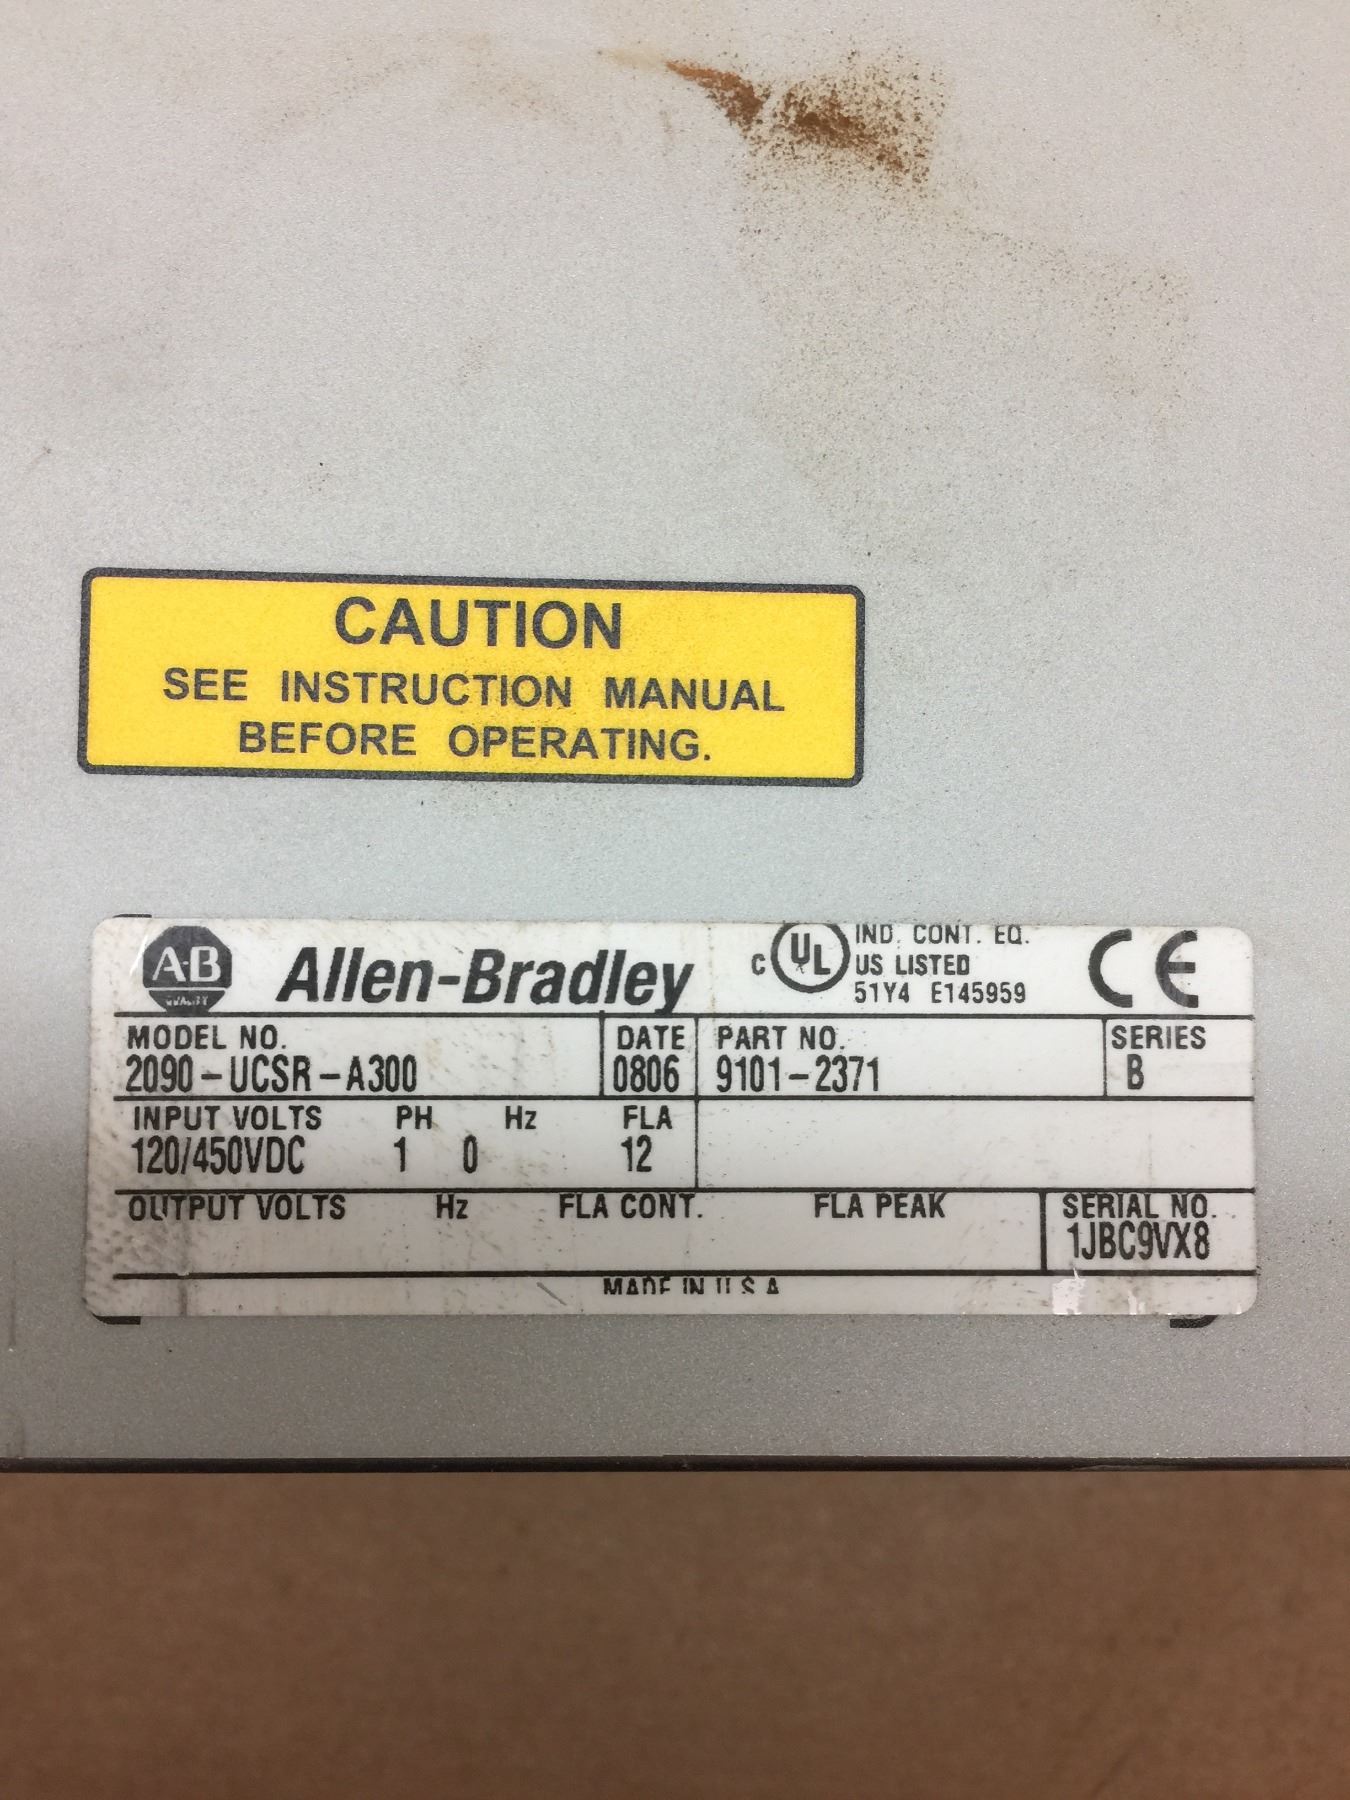 CAUTION
SEE INSTRUCTION MANUAL
BEFORE OPERATING.
A-B
QUALITY
Allen-Bradley
C UL US LISTED
IND. CONT. EQ.
51Y4 E145959
CE
MODEL NO. DATE PART NO. SERIES
2090-UCSR-A300 0806 9101-2371 B
INPUT VOLTS PH Hz FLA
120/450VDC 1 0 12
OUTPUT VOLTS Hz FLA CONT. FLA PEAK SERIAL NO.
1JBC9VX8
MADE IN U.S.A